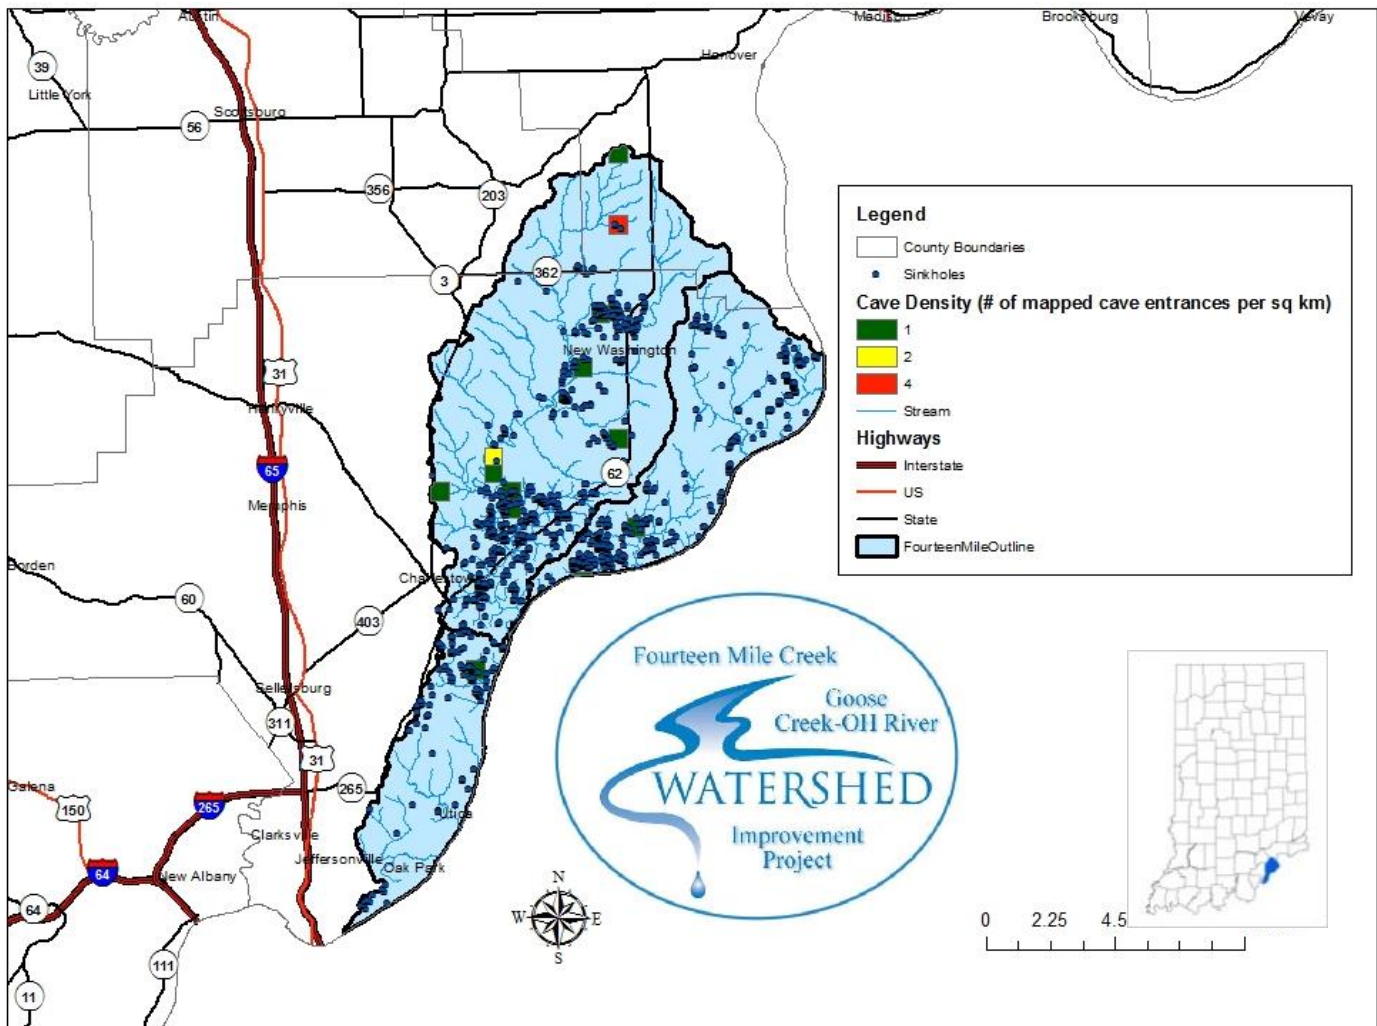 Austin
Madison
Brooksburg
Vevay
Hanover
39
Little York
Scottsburg
56
356
203
3
362
New Washington
31
Henryville
65
Memphis
62
Borden
60
Charlestown
403
Sellersburg
311
31
265
265
Galena
150
Clarksville
Utica
Jeffersonville
Oak Park
64
New Albany
64
111
11
Legend
County Boundaries
Sinkholes
Cave Density (# of mapped cave entrances per sq km)
1
2
4
Stream
Highways
Interstate
US
State
FourteenMileOutline
Fourteen Mile Creek
Goose
Creek-OH River
WATERSHED
Improvement
Project
N
W
E
S
0 2.25 4.5